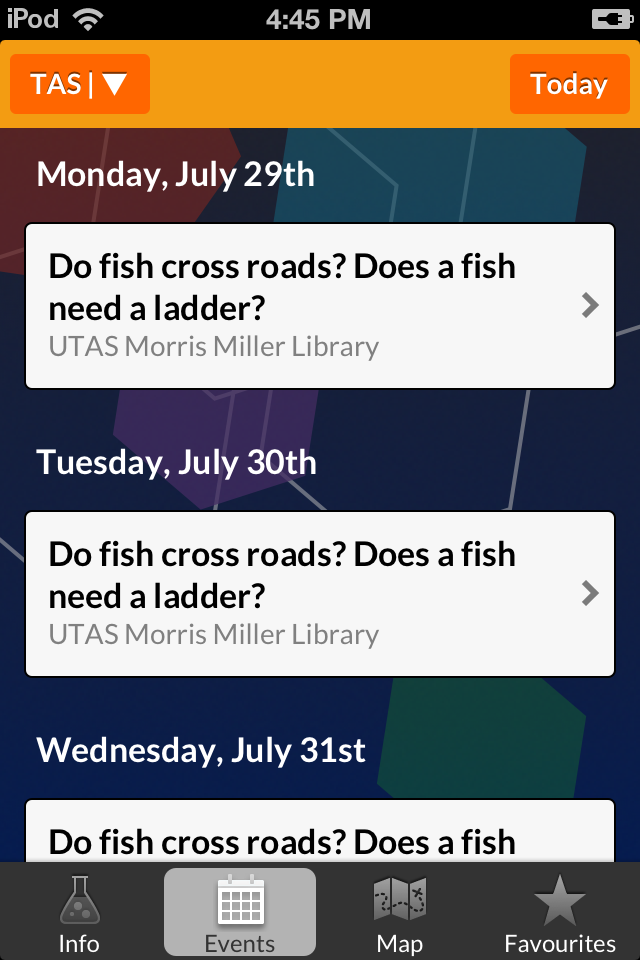 iPod 4:45 PM
TAS | ▼ Today
Monday, July 29th
Do fish cross roads? Does a fish
need a ladder?
UTAS Morris Miller Library
Tuesday, July 30th
Do fish cross roads? Does a fish
need a ladder?
UTAS Morris Miller Library
Wednesday, July 31st
Do fish cross roads? Does a fish
Info Events Map Favourites